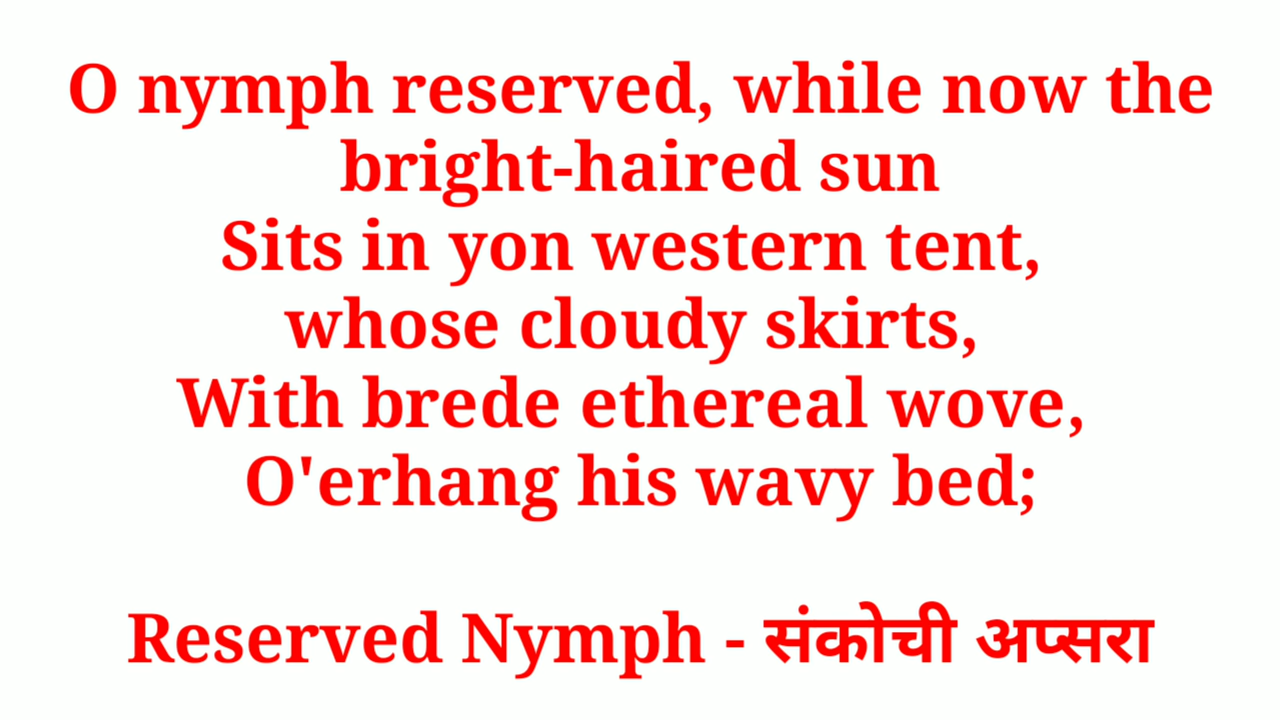 O nymph reserved, while now the
bright-haired sun
Sits in yon western tent,
whose cloudy skirts,
With brede ethereal wove,
O'erhang his wavy bed;
Reserved Nymph - संकोची अप्सरा